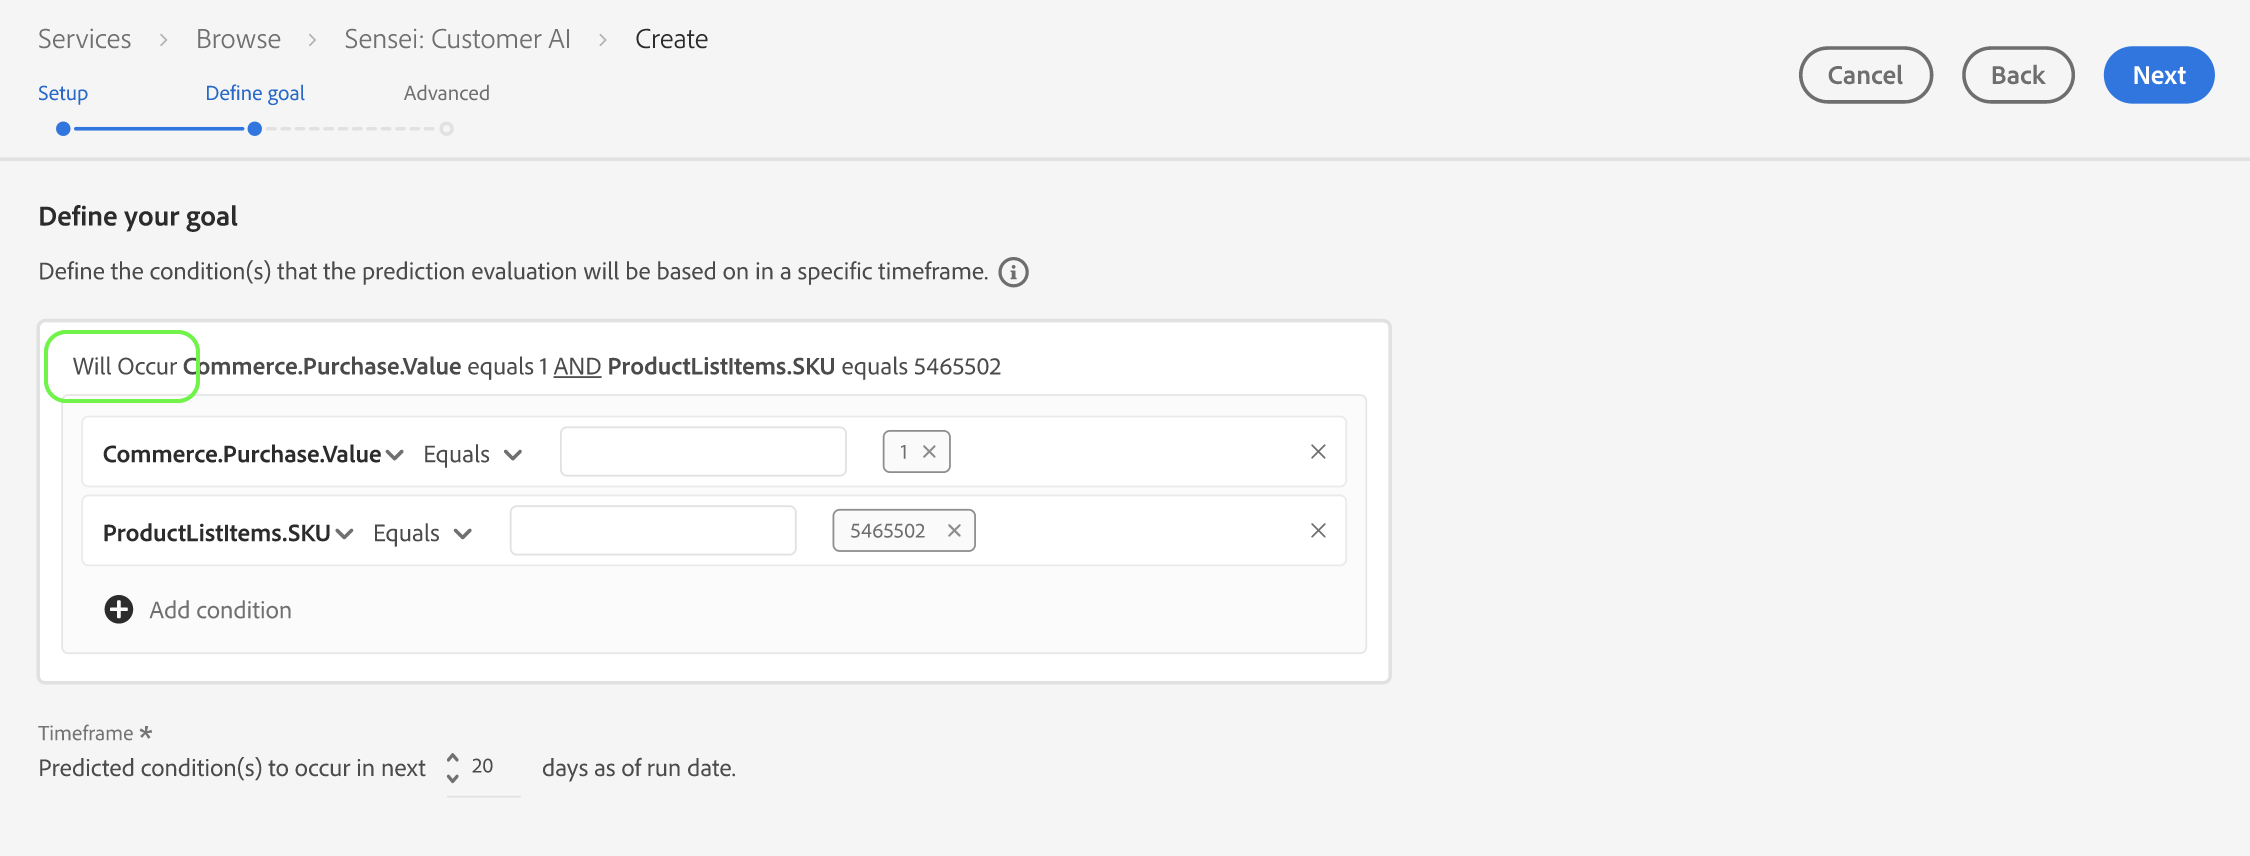 Services > Browse > Sensei: Customer AI > Create
Setup Define goal Advanced
Cancel Back Next
Define your goal
Define the condition(s) that the prediction evaluation will be based on in a specific timeframe.
Will Occur Commerce.Purchase.Value equals 1 AND ProductListItems.SKU equals 5465502
Commerce.Purchase.Value Equals 1
ProductListItems.SKU Equals 5465502
Add condition
Timeframe *
Predicted condition(s) to occur in next 20 days as of run date.